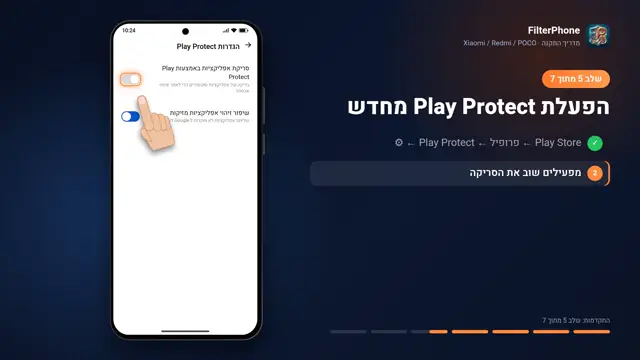 FilterPhone
מדריך התקנה · Xiaomi / Redmi / POCO
שלב 5 מתוך 7
הפעלת Play Protect מחדש
✓ Play Store ← פרופיל ← Play Protect ← ⚙
2 מפעילים שוב את הסריקה
התקדמות: שלב 5 מתוך 7
10:24
הגדרות Play Protect
סריקת אפליקציות באמצעות Play
Protect
שיפור זיהוי אפליקציות מזיקות